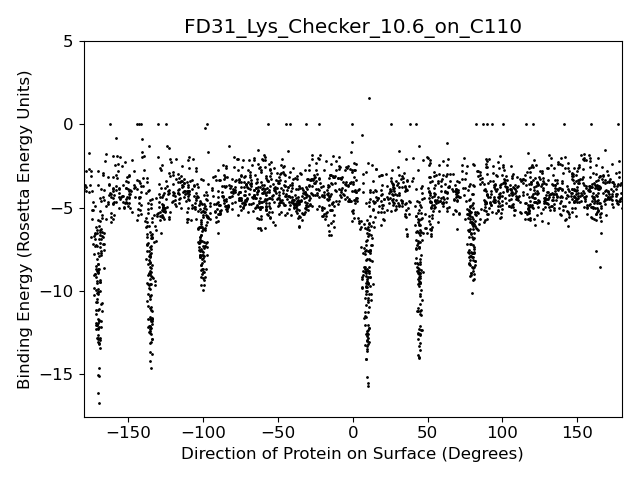 FD31_Lys_Checker_10.6_on_C110
5
0
−5
−10
−15
Binding Energy (Rosetta Energy Units)
−150 −100 −50 0 50 100 150
Direction of Protein on Surface (Degrees)